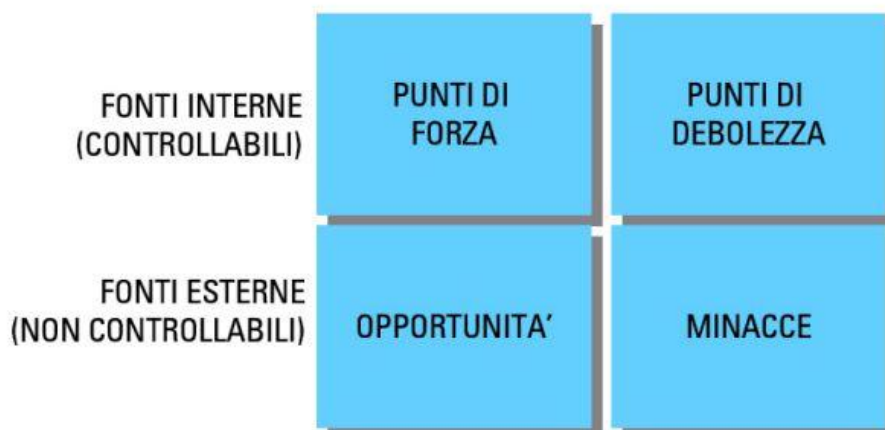 FONTI INTERNE
(CONTROLLABILI)
PUNTI DI
FORZA
PUNTI DI
DEBOLEZZA
FONTI ESTERNE
(NON CONTROLLABILI)
OPPORTUNITA’
MINACCE